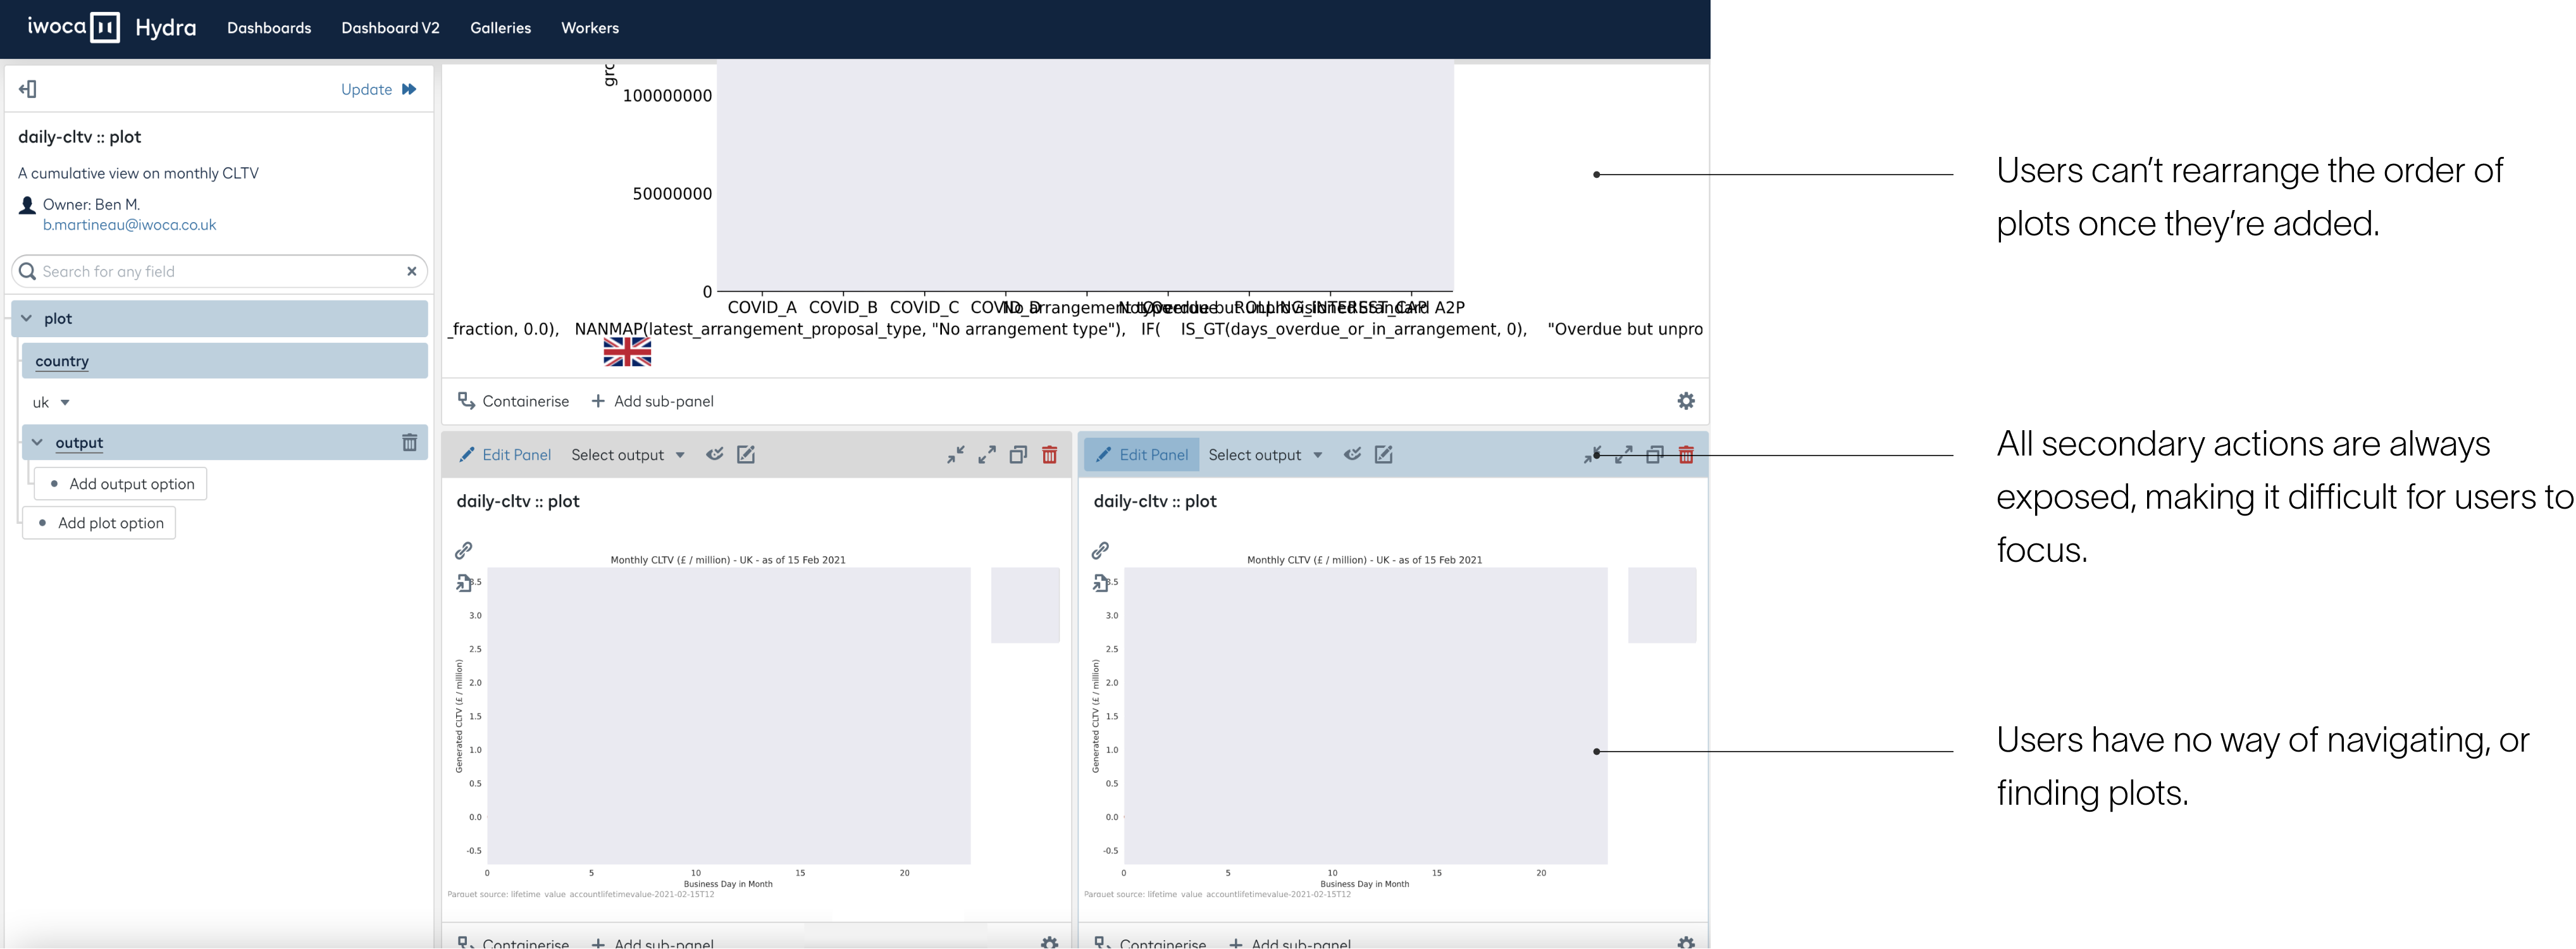 iwoca Hydra Dashboards Dashboard V2 Galleries Workers
Update
daily-cltv :: plot
A cumulative view on monthly CLTV
Owner: Ben M.
b.martineau@iwoca.co.uk
Search for any field
plot
country
uk
output
Add output option
Add plot option
100000000
50000000
0
COVID_A COVID_B COVID_C COVID_D No arrangement type Overdue but unprovisioned Standard A2P
_fraction, 0.0), NANMAP(latest_arrangement_proposal_type, "No arrangement type"), IF( IS_GT(days_overdue_or_in_arrangement, 0), "Overdue but unpro
Containerise + Add sub-panel
Edit Panel Select output
daily-cltv :: plot
Monthly CLTV (£ / million) - UK - as of 15 Feb 2021
Generated CLTV (£ / million)
3.5
3.0
2.5
2.0
1.5
1.0
0.5
0.0
-0.5
0 5 10 15 20
Business Day in Month
Parquet source: lifetime_value_accountlifetimevalue-2021-02-15T12
Containerise + Add sub-panel
Edit Panel Select output
daily-cltv :: plot
Monthly CLTV (£ / million) - UK - as of 15 Feb 2021
Generated CLTV (£ / million)
3.5
3.0
2.5
2.0
1.5
1.0
0.5
0.0
-0.5
0 5 10 15 20
Business Day in Month
Parquet source: lifetime_value_accountlifetimevalue-2021-02-15T12
Containerise + Add sub-panel
Users can’t rearrange the order of
plots once they’re added.
All secondary actions are always
exposed, making it difficult for users to
focus.
Users have no way of navigating, or
finding plots.